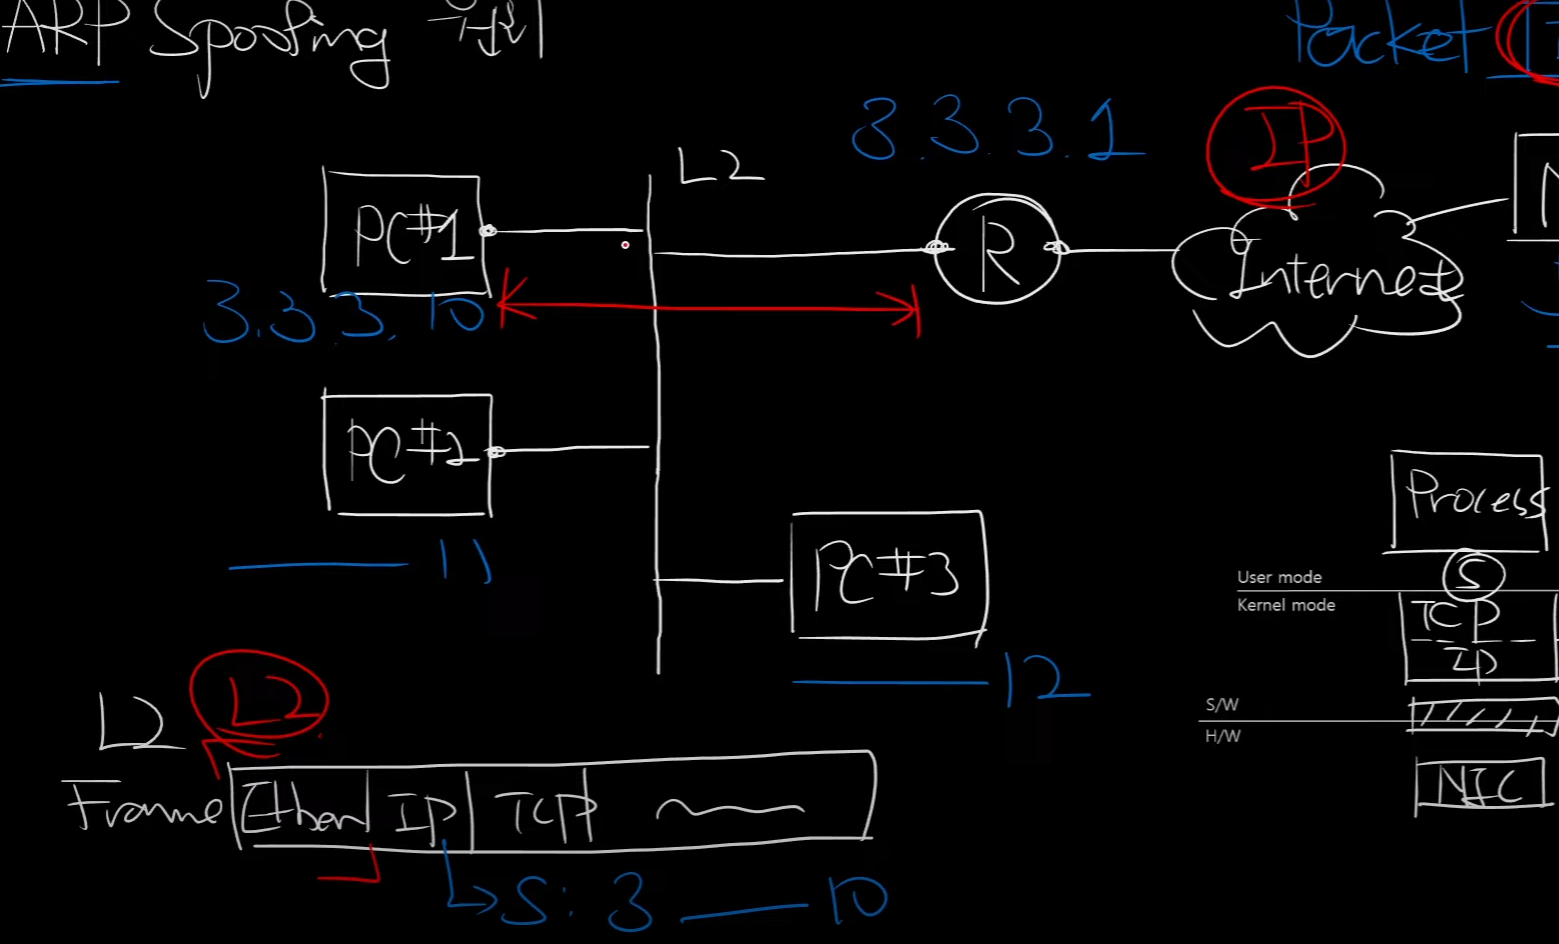 ARP Spoofing
Packet
3.3.3.1
IP
L2
PC#1
R
Internet
3.3.3.10
PC#2
11
PC#3
12
Process
S
User mode
Kernel mode
TCP
IP
S/W
H/W
NIC
L2
L2
Frame
Ether IP TCP
S: 3 10